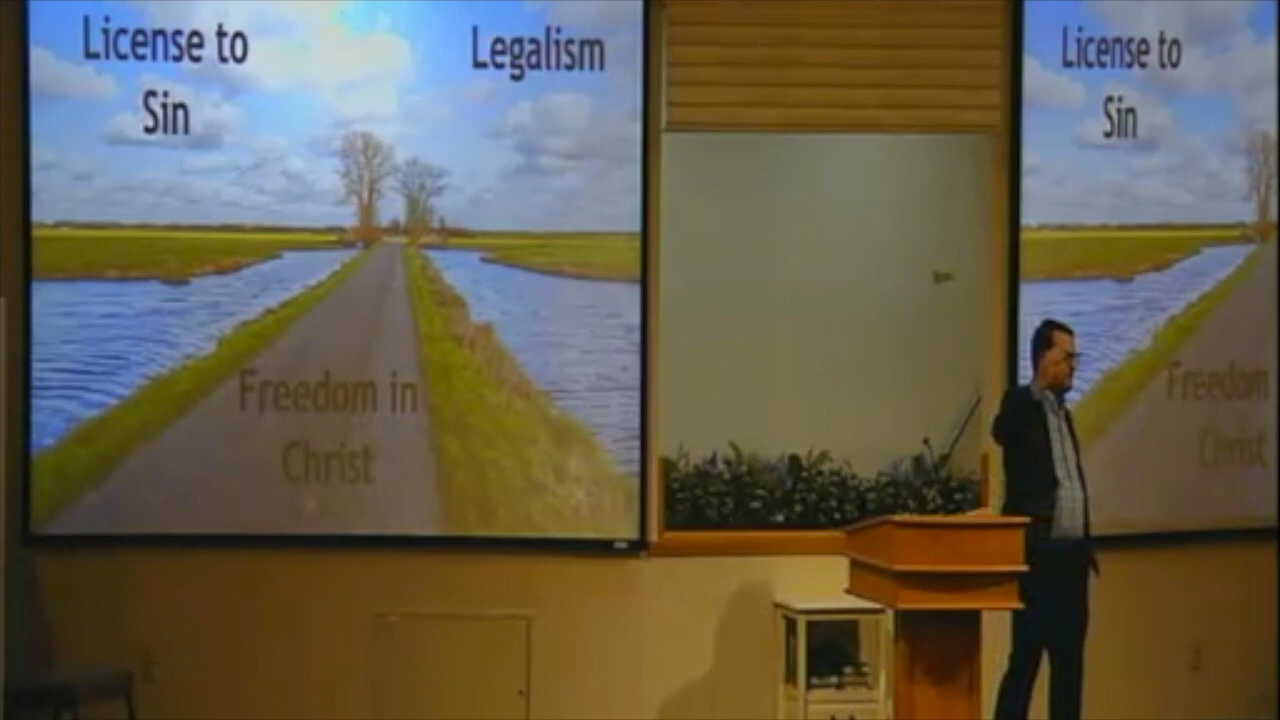 License to
Sin
Legalism
Freedom in
Christ
License to
Sin
Freedom
Christ